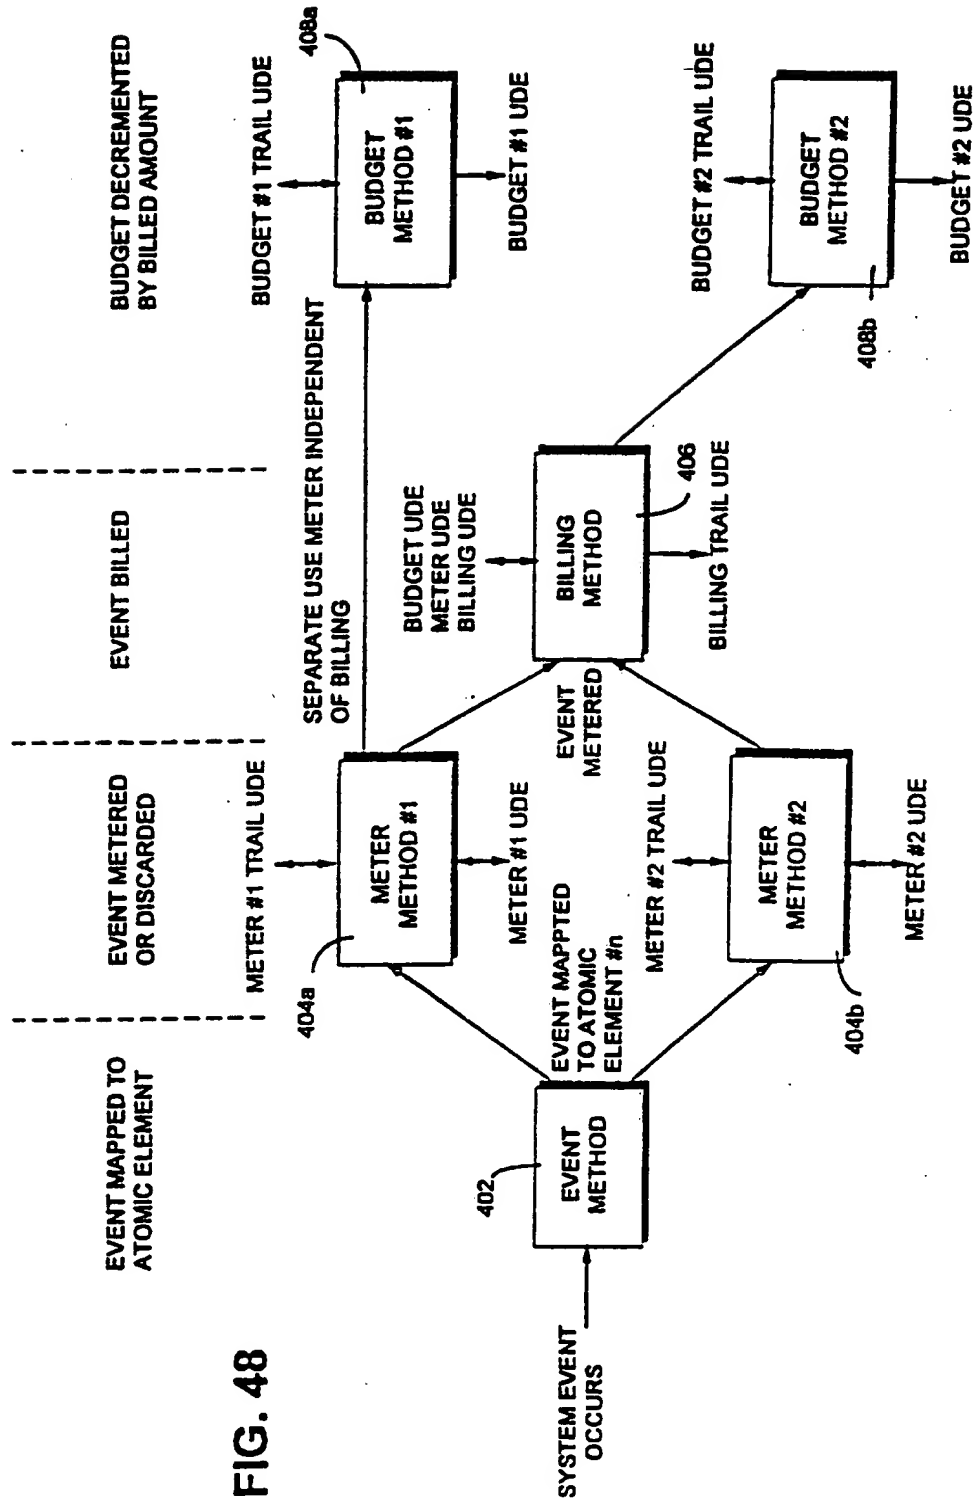 FIG. 48
EVENT MAPPED TO
ATOMIC ELEMENT
EVENT METERED
OR DISCARDED
EVENT BILLED
BUDGET DECREMENTED
BY BILLED AMOUNT
SYSTEM EVENT
OCCURS
402
EVENT
METHOD
EVENT MAPPTED
TO ATOMIC
ELEMENT #n
METER #1 TRAIL UDE
404a
METER
METHOD #1
METER #1 UDE
METER #2 TRAIL UDE
METER
METHOD #2
404b
METER #2 UDE
SEPARATE USE METER INDEPENDENT
OF BILLING
EVENT
METERED
BUDGET UDE
METER UDE
BILLING UDE
BILLING
METHOD
406
BILLING TRAIL UDE
BUDGET #1 TRAIL UDE
408a
BUDGET
METHOD #1
BUDGET #1 UDE
BUDGET #2 TRAIL UDE
BUDGET
METHOD #2
408b
BUDGET #2 UDE